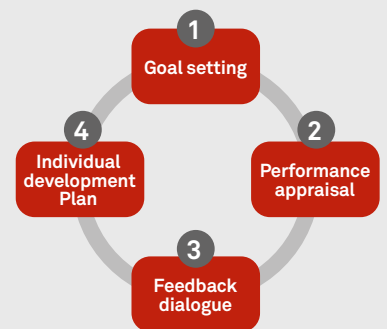 1
Goal setting
2
Performance
appraisal
3
Feedback
dialogue
4
Individual
development
Plan